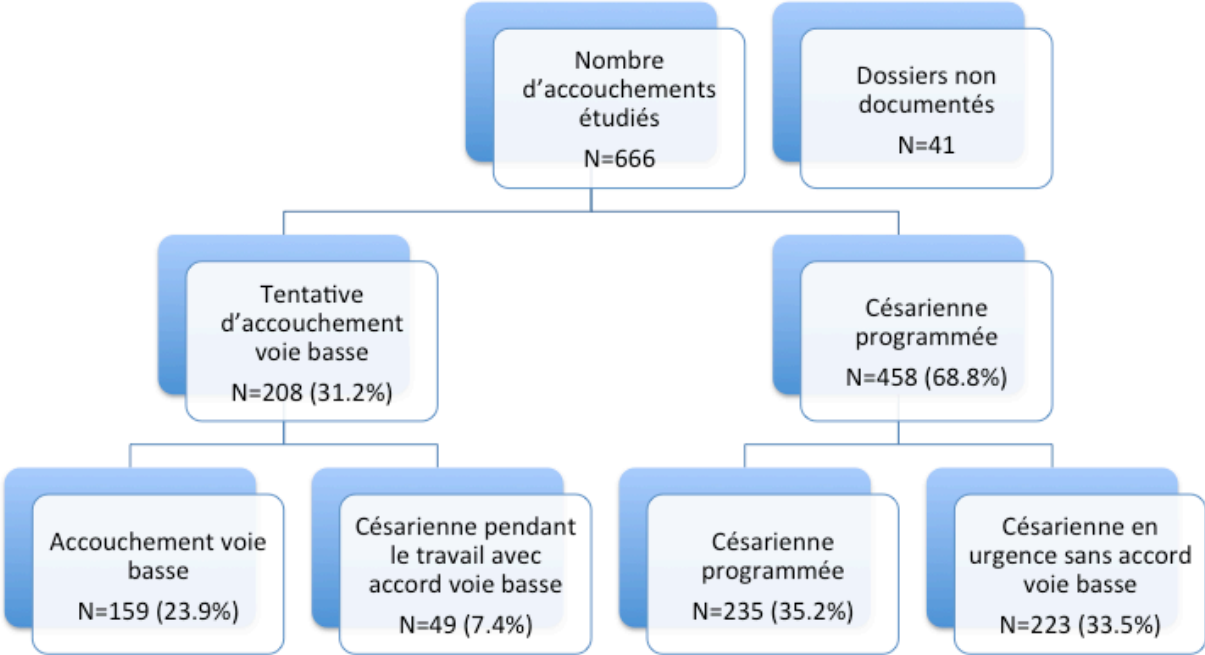 Nombre
d'accouchements
étudiés
N=666
Dossiers non
documentés
N=41
Tentative
d'accouchement
voie basse
N=208 (31.2%)
Césarienne
programmée
N=458 (68.8%)
Accouchement voie
basse
N=159 (23.9%)
Césarienne pendant
le travail avec
accord voie basse
N=49 (7.4%)
Césarienne
programmée
N=235 (35.2%)
Césarienne en
urgence sans accord
voie basse
N=223 (33.5%)